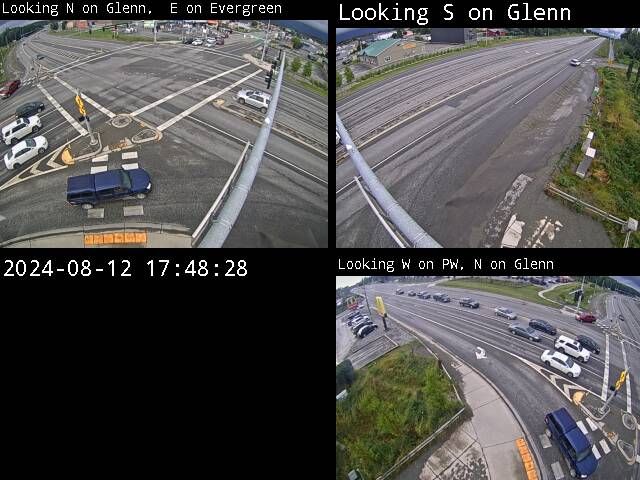 Looking N on Glenn,  E on Evergreen
Looking S on Glenn
2024-08-12 17:48:28
Looking W on PW, N on Glenn